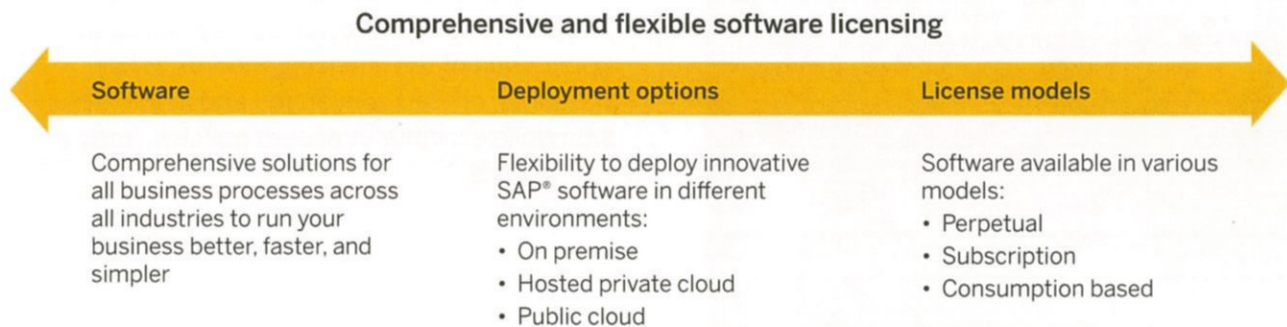 Comprehensive and flexible software licensing
Software
Comprehensive solutions for
all business processes across
all industries to run your
business better, faster, and
simpler
Deployment options
Flexibility to deploy innovative
SAP® software in different
environments:
• On premise
• Hosted private cloud
• Public cloud
License models
Software available in various
models:
• Perpetual
• Subscription
• Consumption based